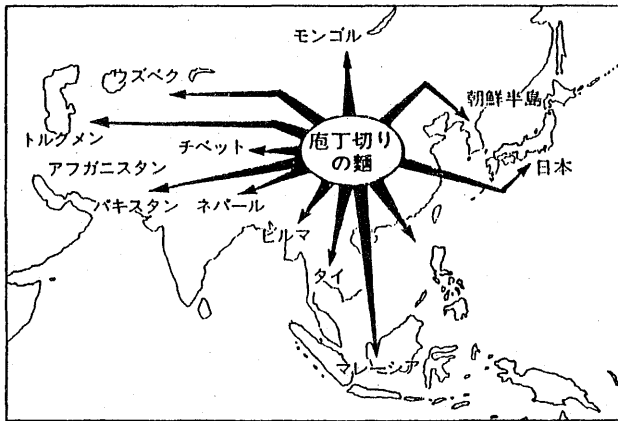 モンゴル
ウズベク
朝鮮半島
庖丁切り
の麵
トルクメン
チベット
日本
アフガニスタン
パキスタン
ネパール
ビルマ
タイ
マレーシア